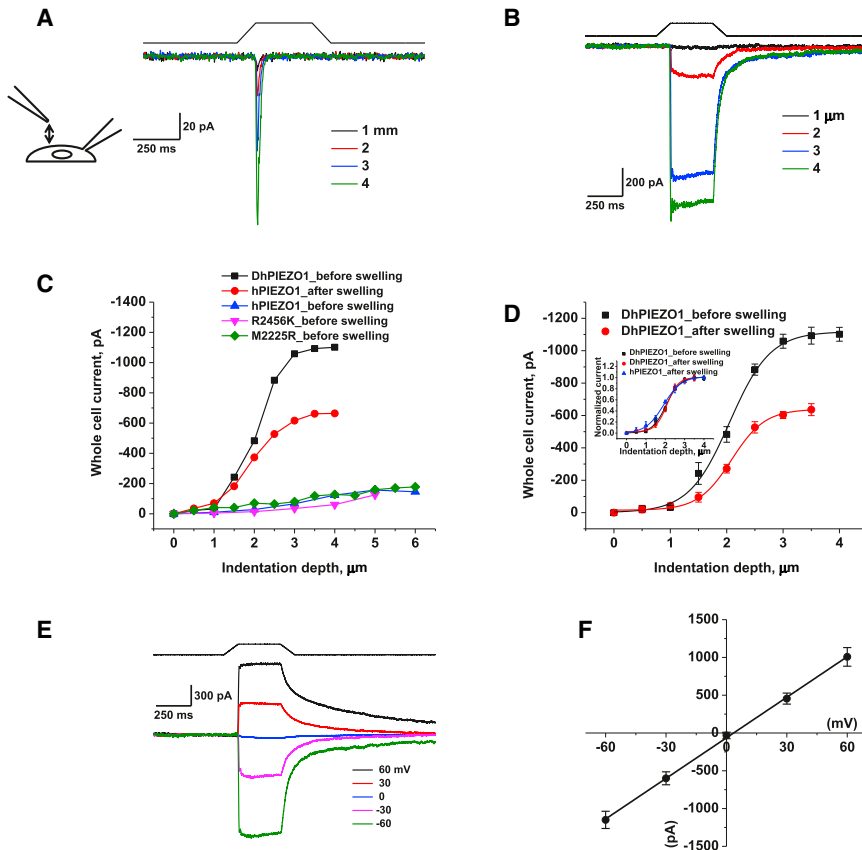 A
20 pA
250 ms
1 mm
2
3
4
B
1 μm
2
3
4
200 pA
250 ms
C
DhPIEZO1_before swelling
hPIEZO1_after swelling
hPIEZO1_before swelling
R2456K_before swelling
M2225R_before swelling
Whole cell current, pA
-1400
-1200
-1000
-800
-600
-400
-200
0
0 1 2 3 4 5 6
Indentation depth, μm
D
DhPIEZO1_before swelling
DhPIEZO1_after swelling
Whole cell current, pA
-1200
-1000
-800
-600
-400
-200
0
0 1 2 3 4
Indentation depth, μm
DhPIEZO1_before swelling
DhPIEZO1_after swelling
hPIEZO1_after swelling
Normalized current
1.2
1.0
0.8
0.6
0.4
0.2
0.0
0 1 2 3 4
Indentation depth, μm
E
300 pA
250 ms
60 mV
30
0
-30
-60
F
1500
1000
500
0
-500
-1000
-1500
-60 -30 0 30 60
(mV)
(pA)